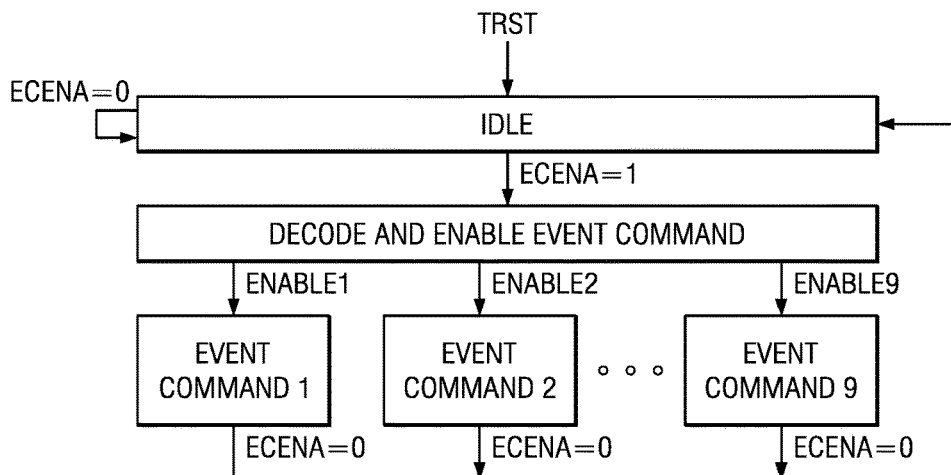 TRST
ECENA=0
IDLE
ECENA=1
DECODE AND ENABLE EVENT COMMAND
ENABLE1
ENABLE2
ENABLE9
EVENT
COMMAND 1
EVENT
COMMAND 2
EVENT
COMMAND 9
ECENA=0
ECENA=0
ECENA=0